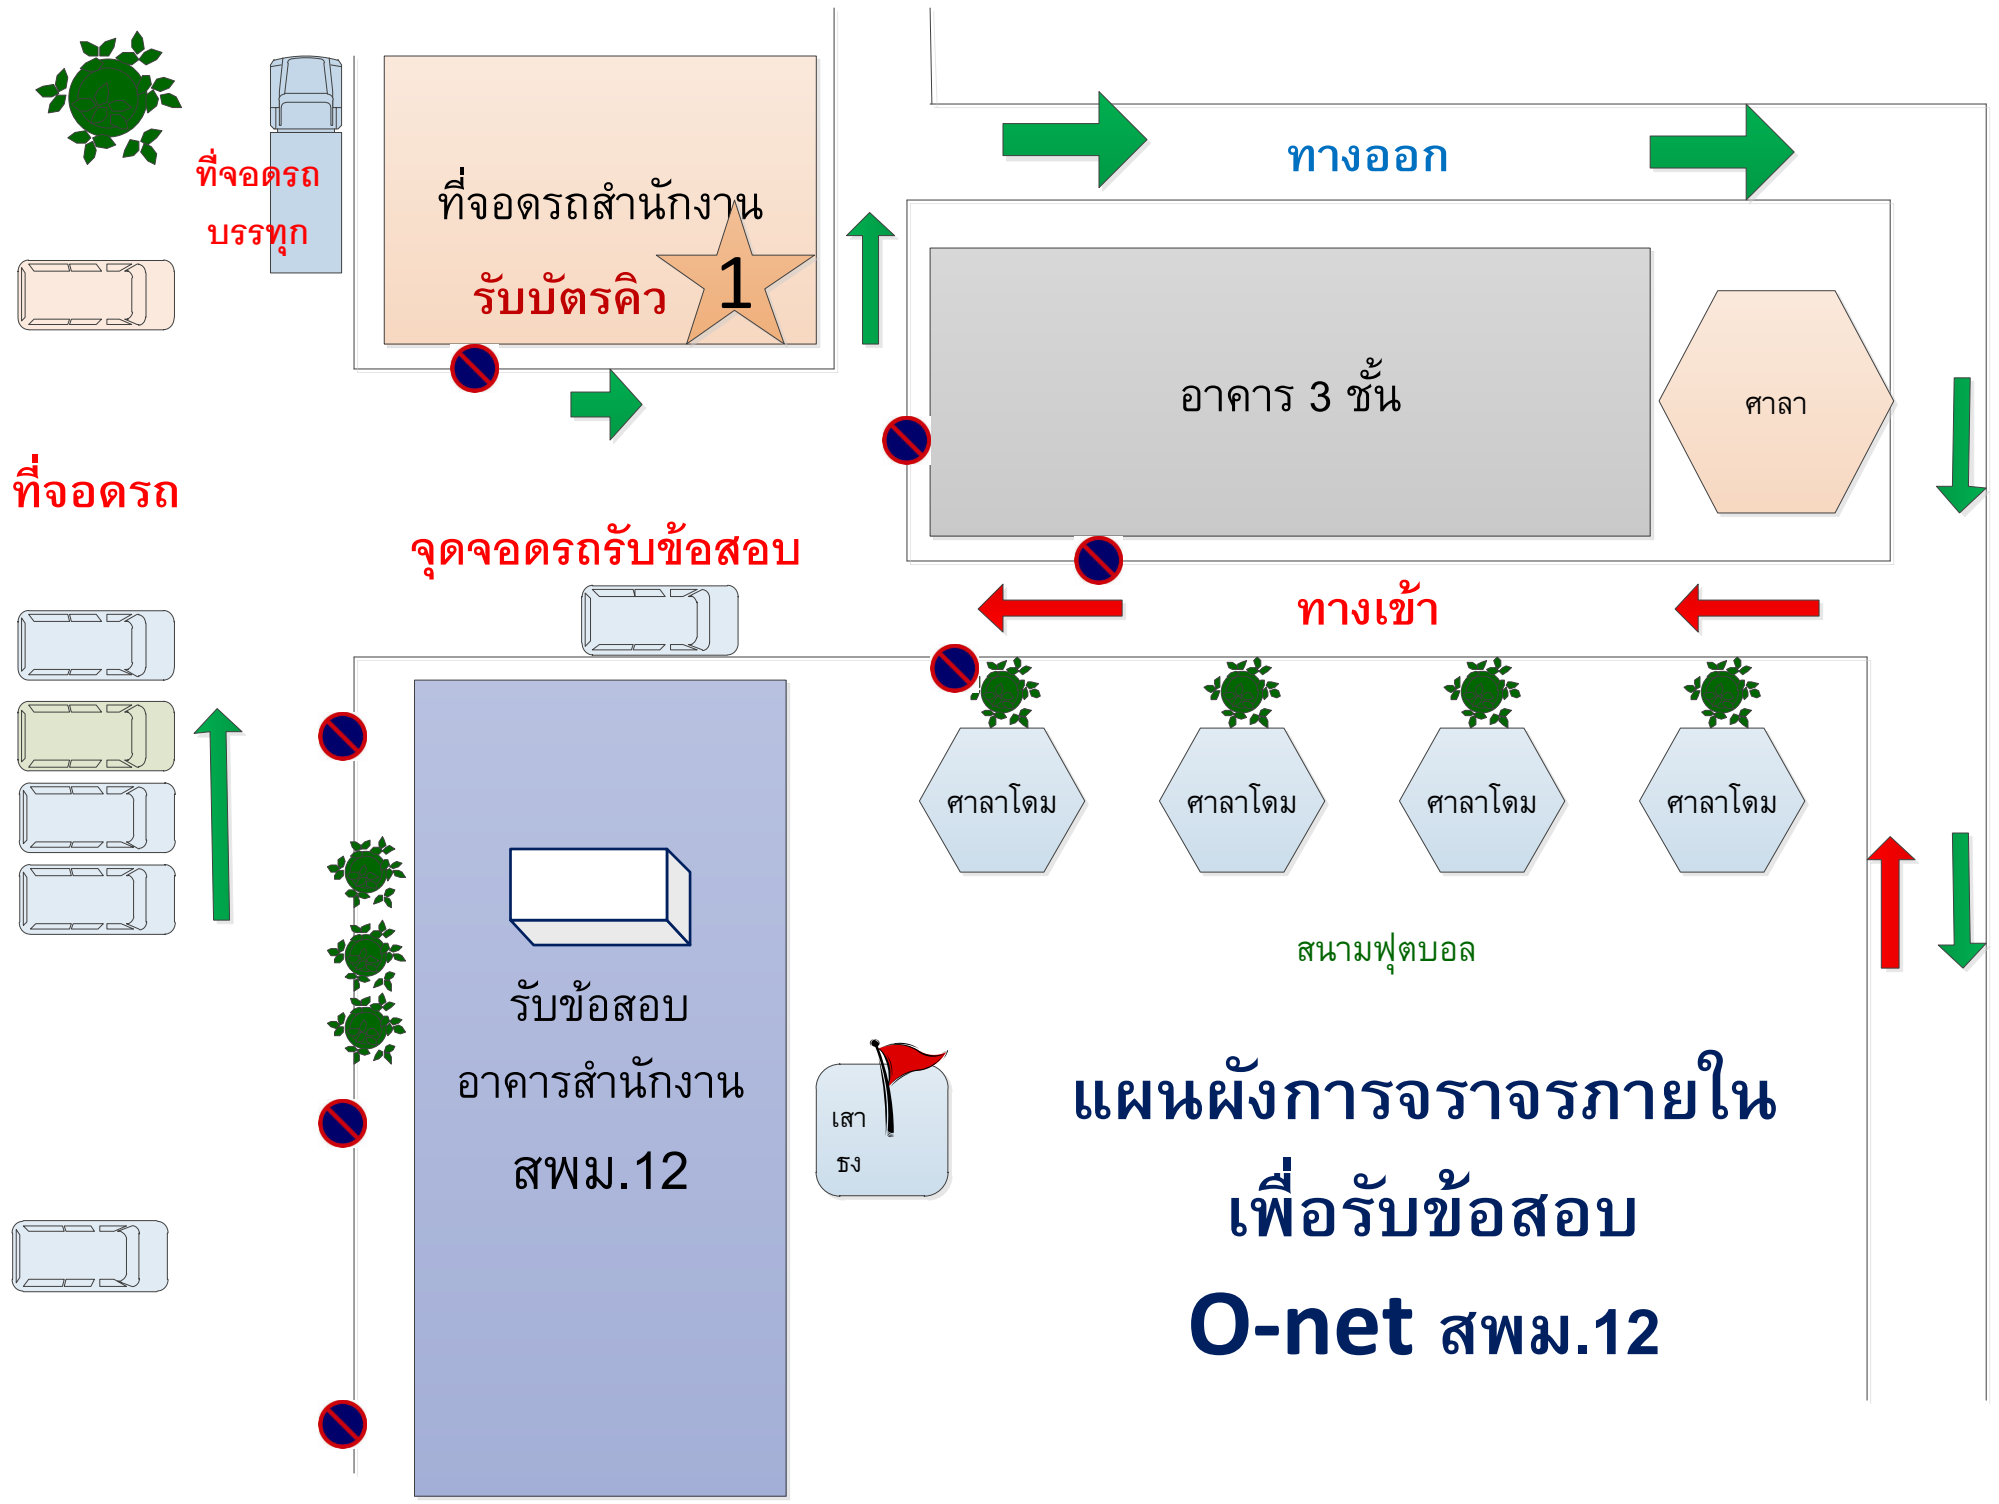 ที่จอดรถ
บรรทุก
ที่จอดรถสำนักงาน
รับบัตรคิว
1
ทางออก
อาคาร 3 ชั้น
ศาลา
ที่จอดรถ
จุดจอดรถรับข้อสอบ
ทางเข้า
ศาลาโดม
ศาลาโดม
ศาลาโดม
ศาลาโดม
สนามฟุตบอล
รับข้อสอบ
อาคารสำนักงาน
สพม.12
เสา
ธง
แผนผังการจราจรภายใน
เพื่อรับข้อสอบ
O-net สพม.12